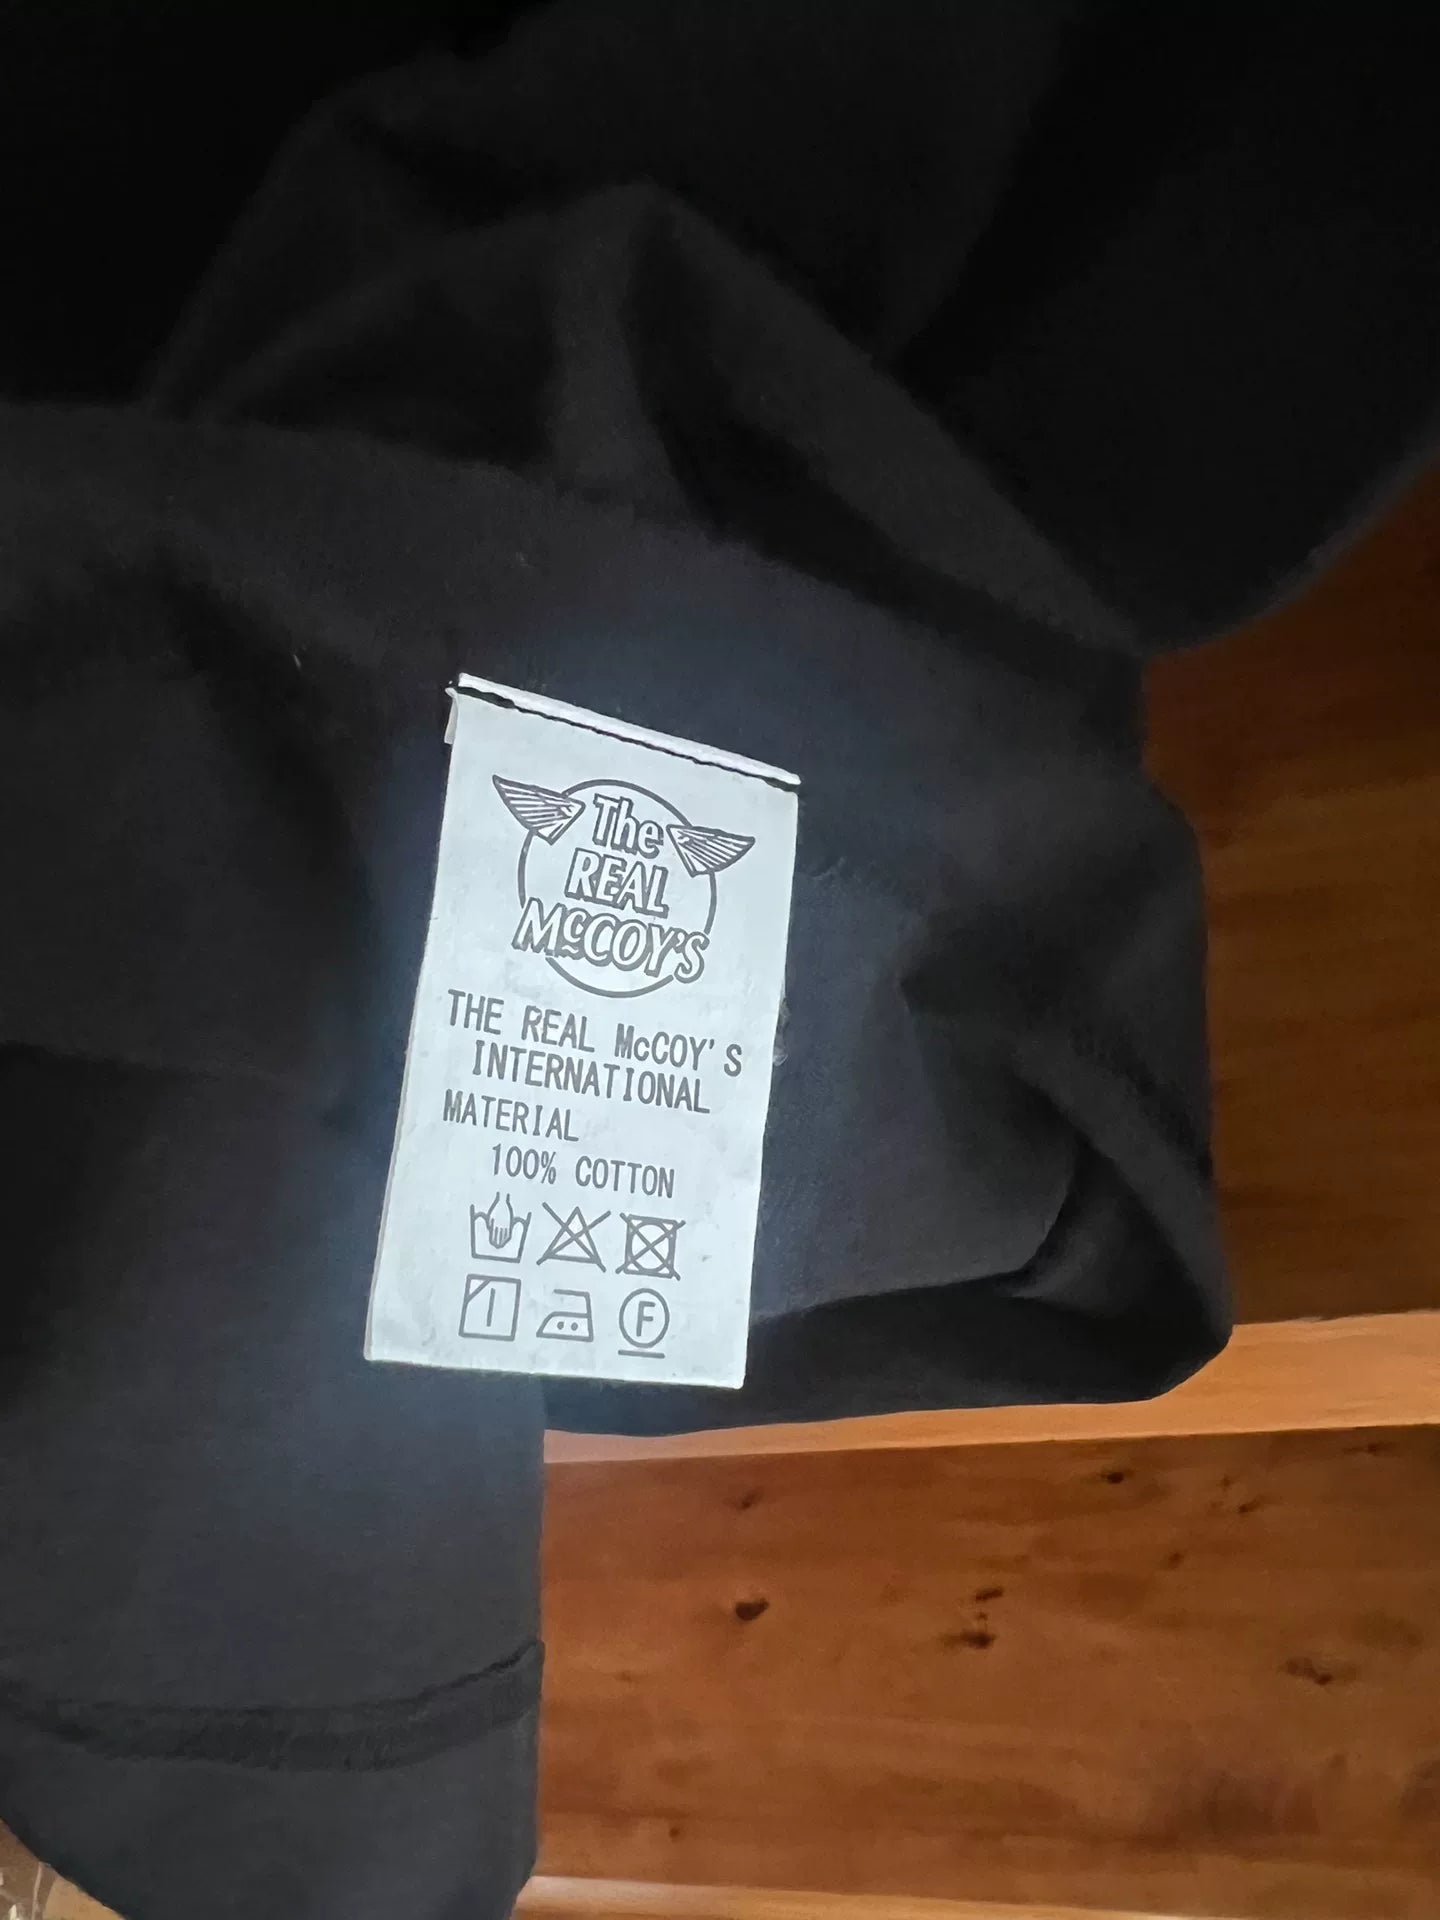 The
REAL
McCOY'S
THE REAL McCOY'S
INTERNATIONAL
MATERIAL
100% COTTON
F